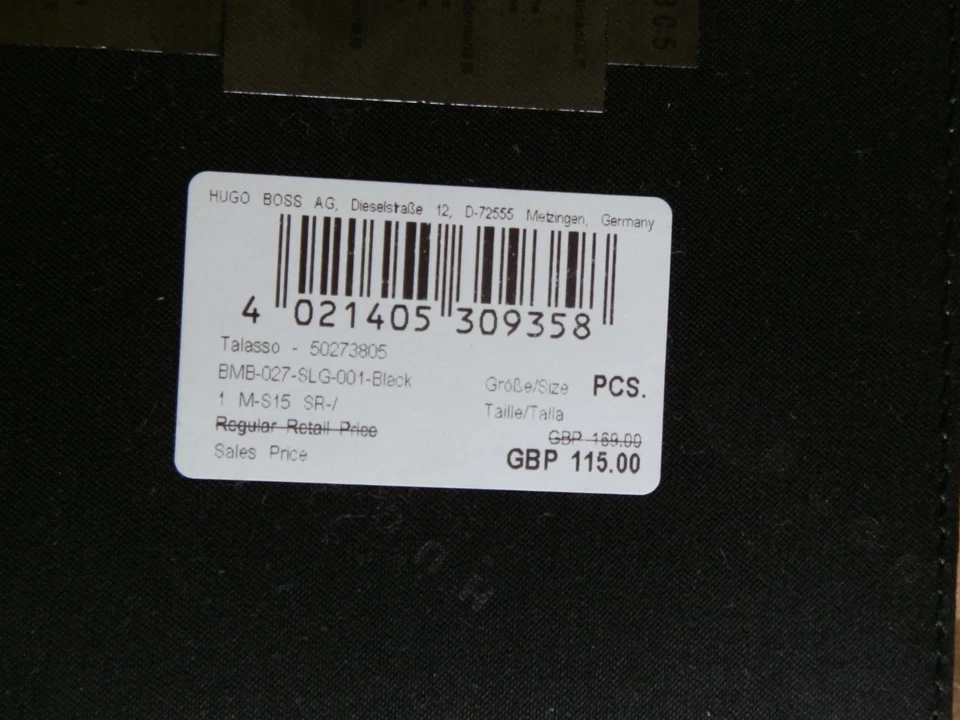 805
HUGO BOSS AG, Dieselstraße 12, D-72555 Metzingen, Germany
4 021405 309358
Talasso - 50273805
BMB-027-SLG-001-Black
Größe/Size PCS.
1 M-S15 SR-/
Taille/Talla
Regular Retail Price
GBP 169.00
Sales Price
GBP 115.00